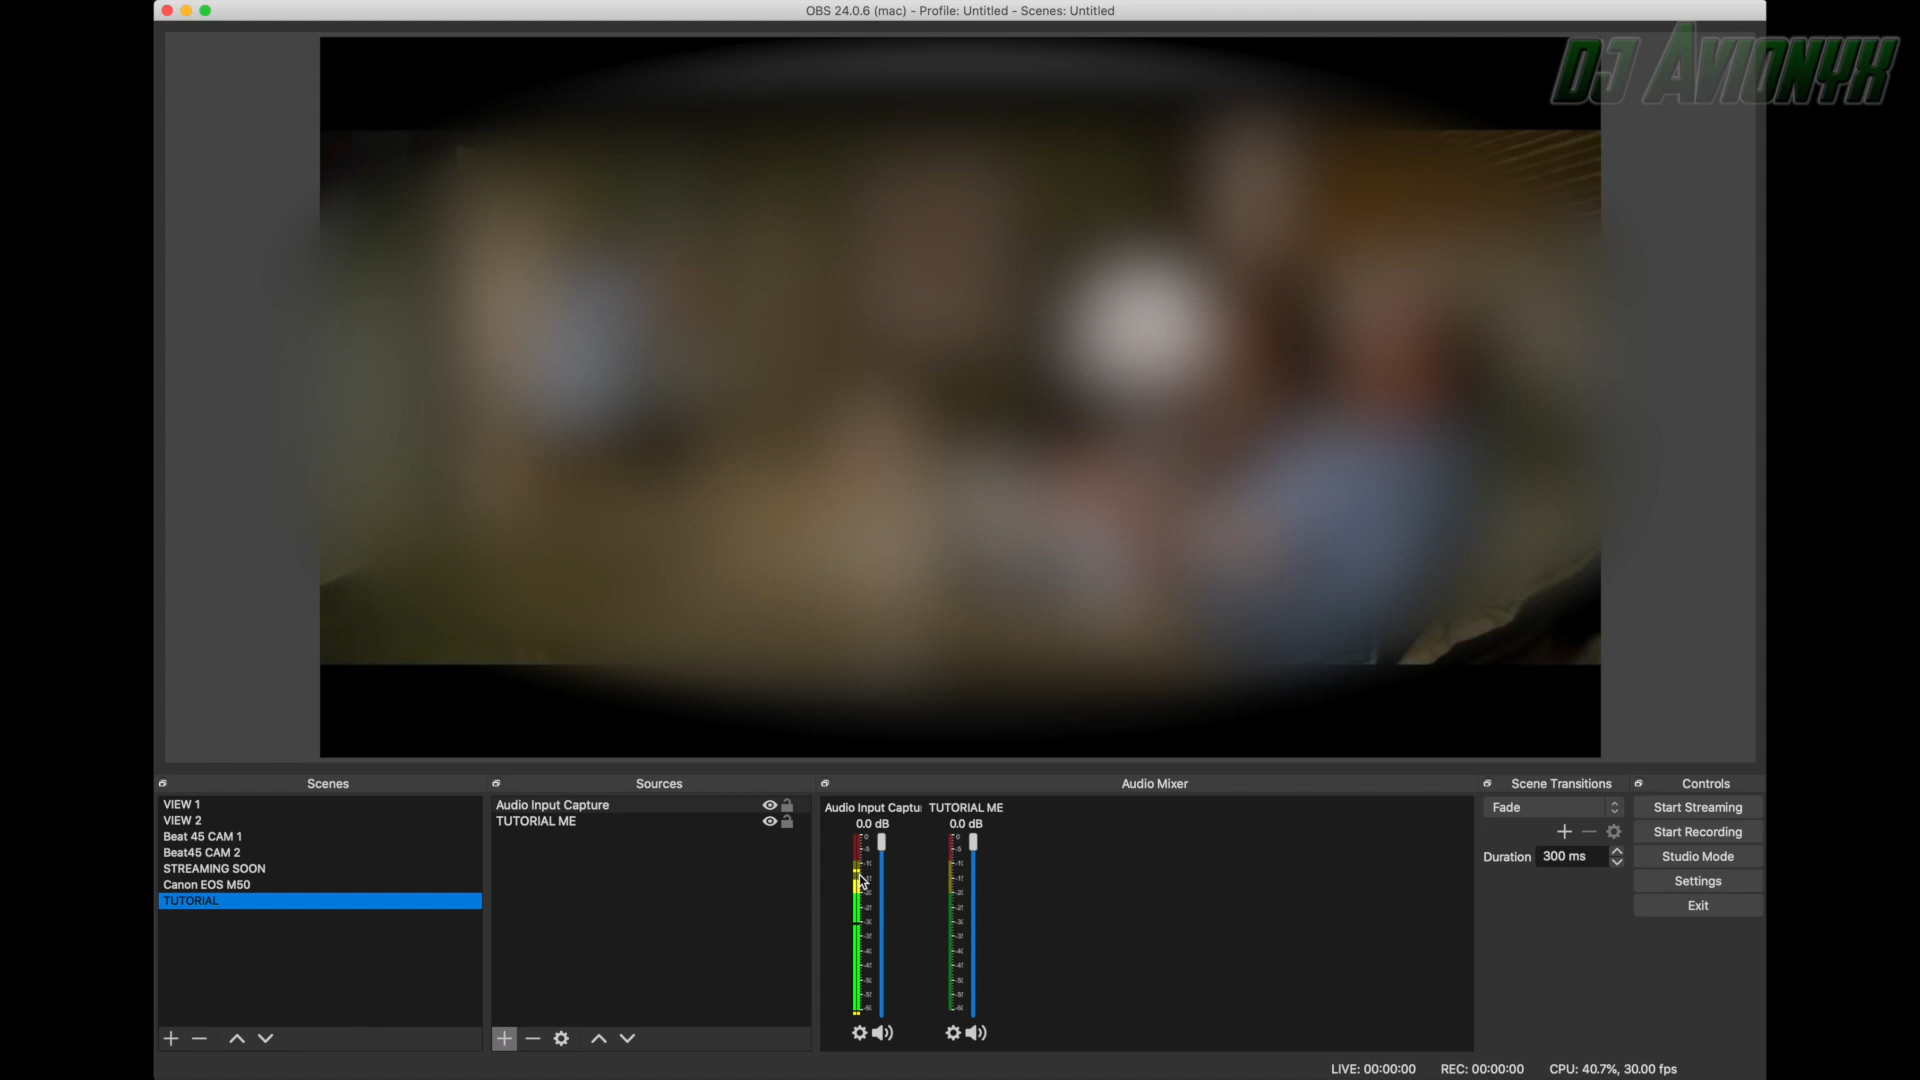 OBS 24.0.6 (mac) - Profile: Untitled - Scenes: Untitled
DJ Avionyx
Scenes
VIEW 1
VIEW 2
Beat 45 CAM 1
Beat45 CAM 2
STREAMING SOON
Canon EOS M50
TUTORIAL
Sources
Audio Input Capture
TUTORIAL ME
Audio Mixer
Audio Input Captu
0.0 dB
TUTORIAL ME
0.0 dB
Scene Transitions
Fade
Duration 300 ms
Controls
Start Streaming
Start Recording
Studio Mode
Settings
Exit
LIVE: 00:00:00 REC: 00:00:00 CPU: 40.7%, 30.00 fps